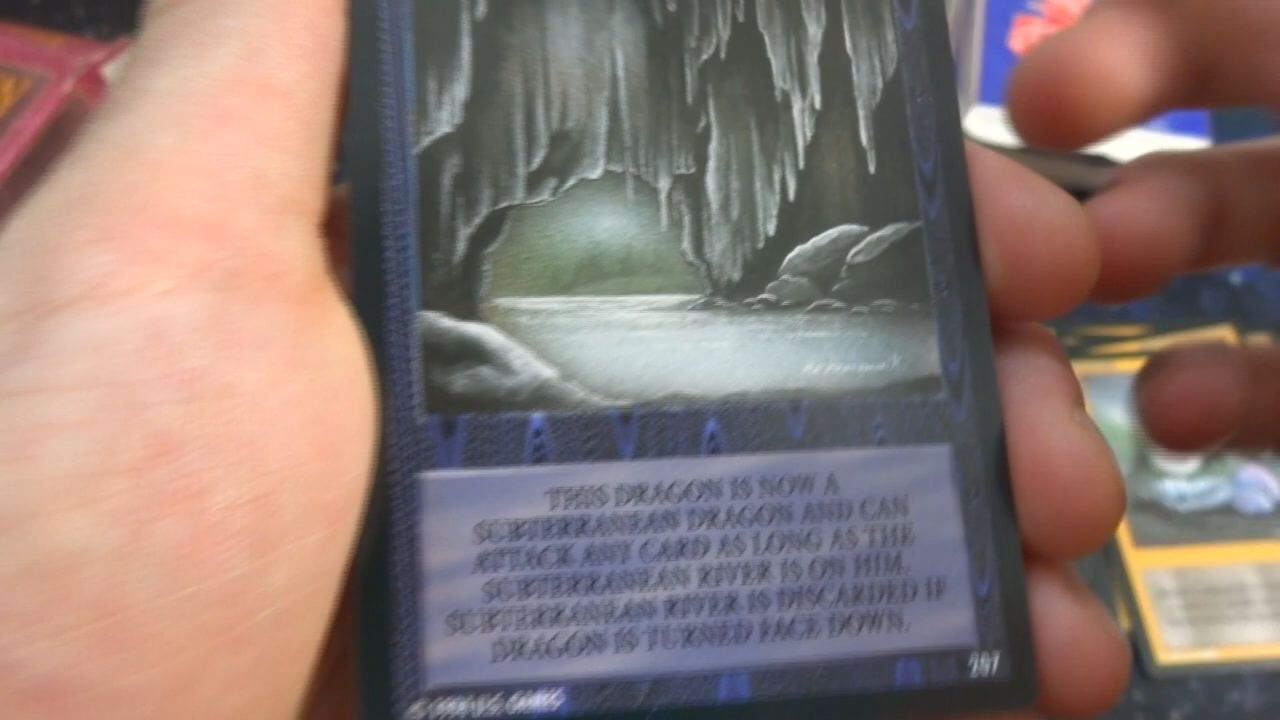 THIS DRAGON IS NOW A
SUBTERRANEAN DRAGON AND CAN
ATTACK ANY CARD AS LONG AS THE
SUBTERRANEAN RIVER IS ON HIM.
SUBTERRANEAN RIVER IS DISCARDED IF
DRAGON IS TURNED FACE DOWN.
297